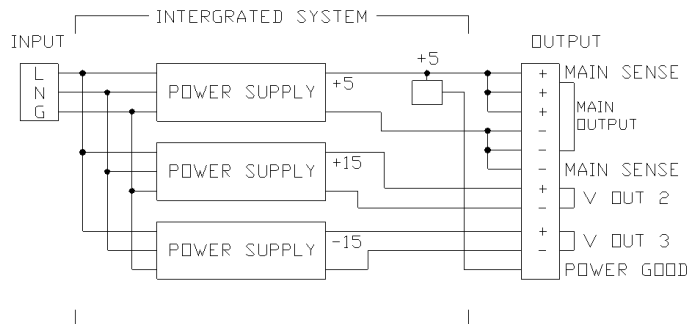 INTERGRATED SYSTEM
INPUT
OUTPUT
+5
L
N
G
POWER SUPPLY
+5
POWER SUPPLY
+15
POWER SUPPLY
-15
+
+
+
-
-
-
+
-
+
-
MAIN SENSE
MAIN
OUTPUT
MAIN SENSE
V OUT 2
V OUT 3
POWER GOOD